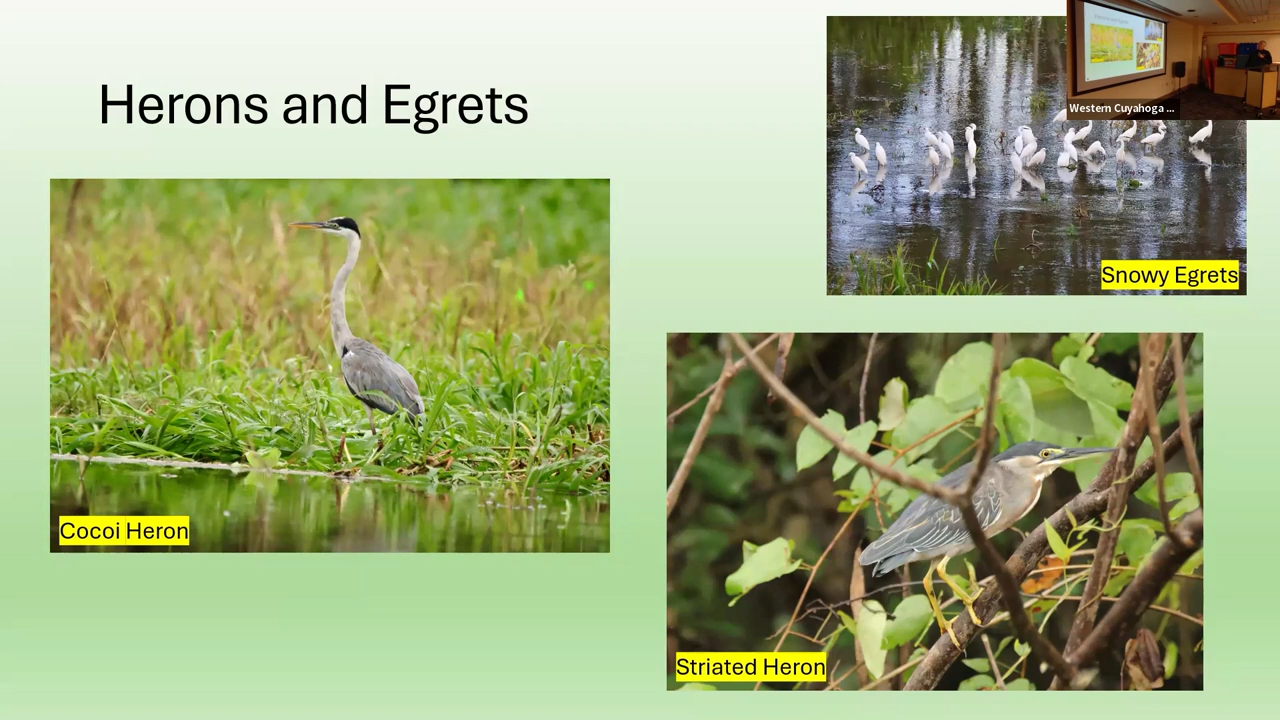 Herons and Egrets
Western Cuyahoga ...
Snowy Egrets
Cocoi Heron
Striated Heron